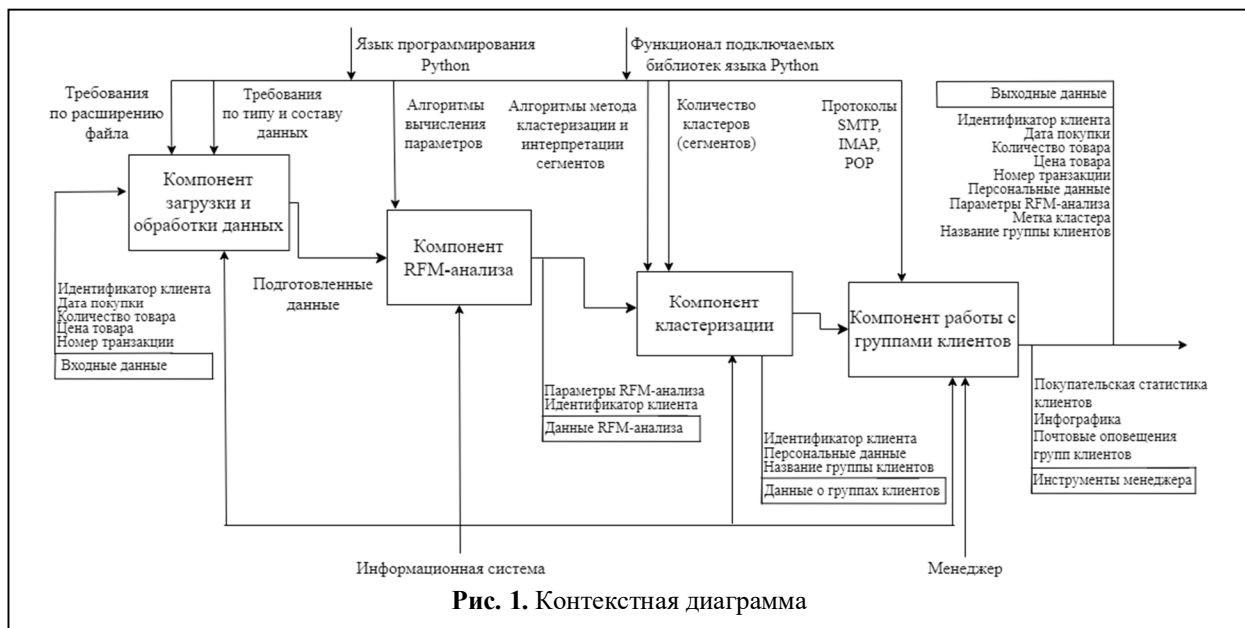 Язык программирования
Python
Функционал подключаемых
библиотек языка Python
Требования
по расширению
файла
Требования
по типу и составу
данных
Алгоритмы
вычисления
параметров
Алгоритмы метода
кластеризации и
интерпретации
сегментов
Количество
кластеров
(сегментов)
Протоколы
SMTP,
IMAP,
POP
Выходные данные
Идентификатор клиента
Дата покупки
Количество товара
Цена товара
Номер транзакции
Персональные данные
Параметры RFM-анализа
Метка кластера
Название группы клиентов
Компонент
загрузки и
обработки данных
Компонент
RFM-анализа
Компонент
кластеризации
Компонент работы с
группами клиентов
Подготовленные
данные
Идентификатор клиента
Дата покупки
Количество товара
Цена товара
Номер транзакции
Входные данные
Параметры RFM-анализа
Идентификатор клиента
Данные RFM-анализа
Идентификатор клиента
Персональные данные
Название группы клиентов
Данные о группах клиентов
Покупательская статистика
клиентов
Инфографика
Почтовые оповещения
групп клиентов
Инструменты менеджера
Информационная система
Менеджер
Рис. 1. Контекстная диаграмма